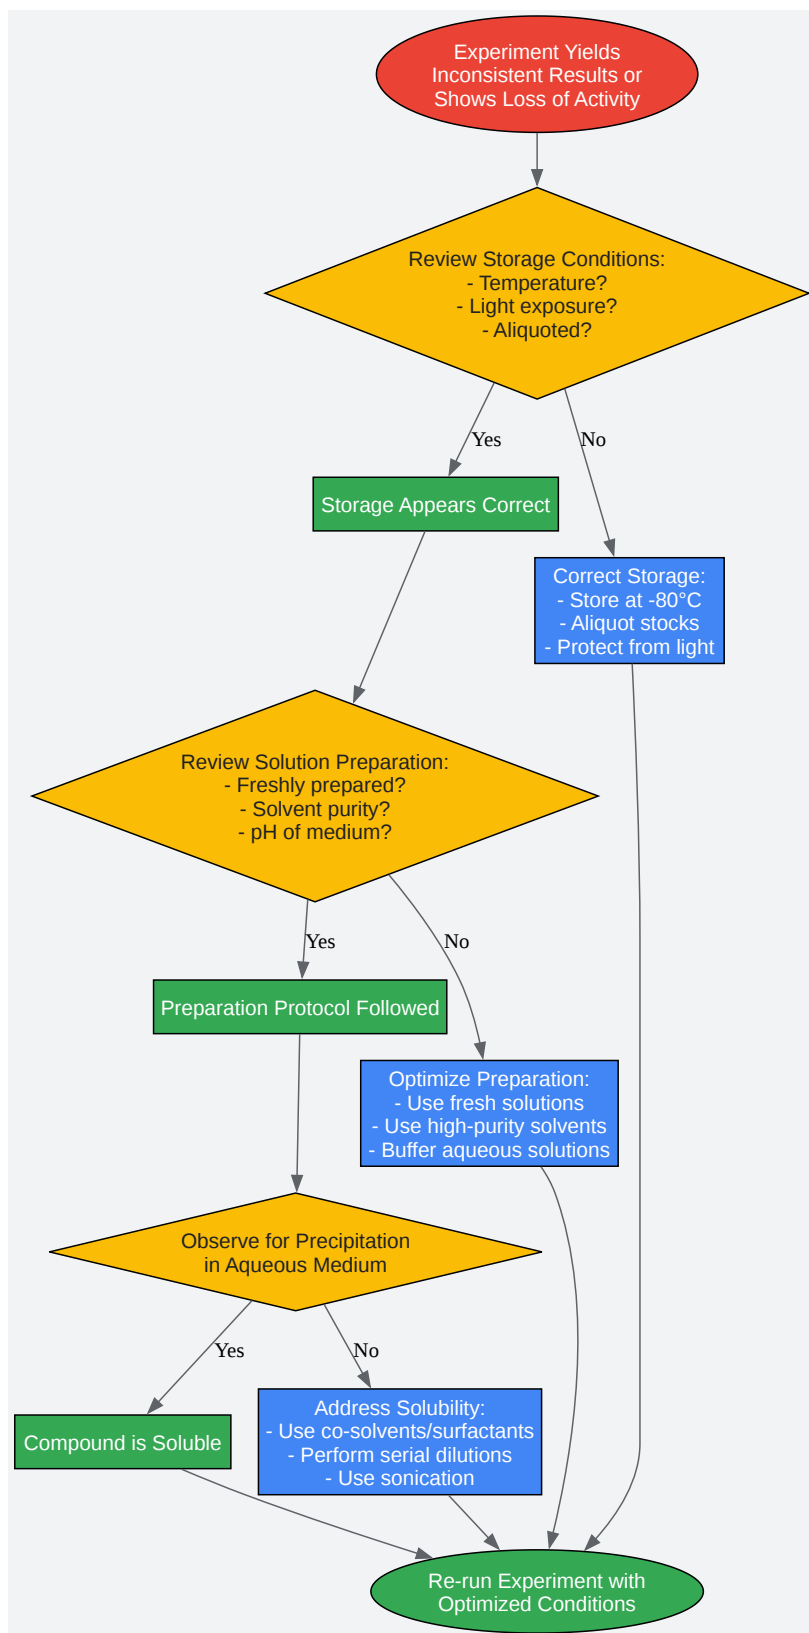 Experiment Yields
Inconsistent Results or
Shows Loss of Activity
Review Storage Conditions:
- Temperature?
- Light exposure?
- Aliquoted?
Yes
No
Storage Appears Correct
Correct Storage:
- Store at -80°C
- Aliquot stocks
- Protect from light
Review Solution Preparation:
- Freshly prepared?
- Solvent purity?
- pH of medium?
Yes
No
Preparation Protocol Followed
Optimize Preparation:
- Use fresh solutions
- Use high-purity solvents
- Buffer aqueous solutions
Observe for Precipitation
in Aqueous Medium
Yes
No
Compound is Soluble
Address Solubility:
- Use co-solvents/surfactants
- Perform serial dilutions
- Use sonication
Re-run Experiment with
Optimized Conditions